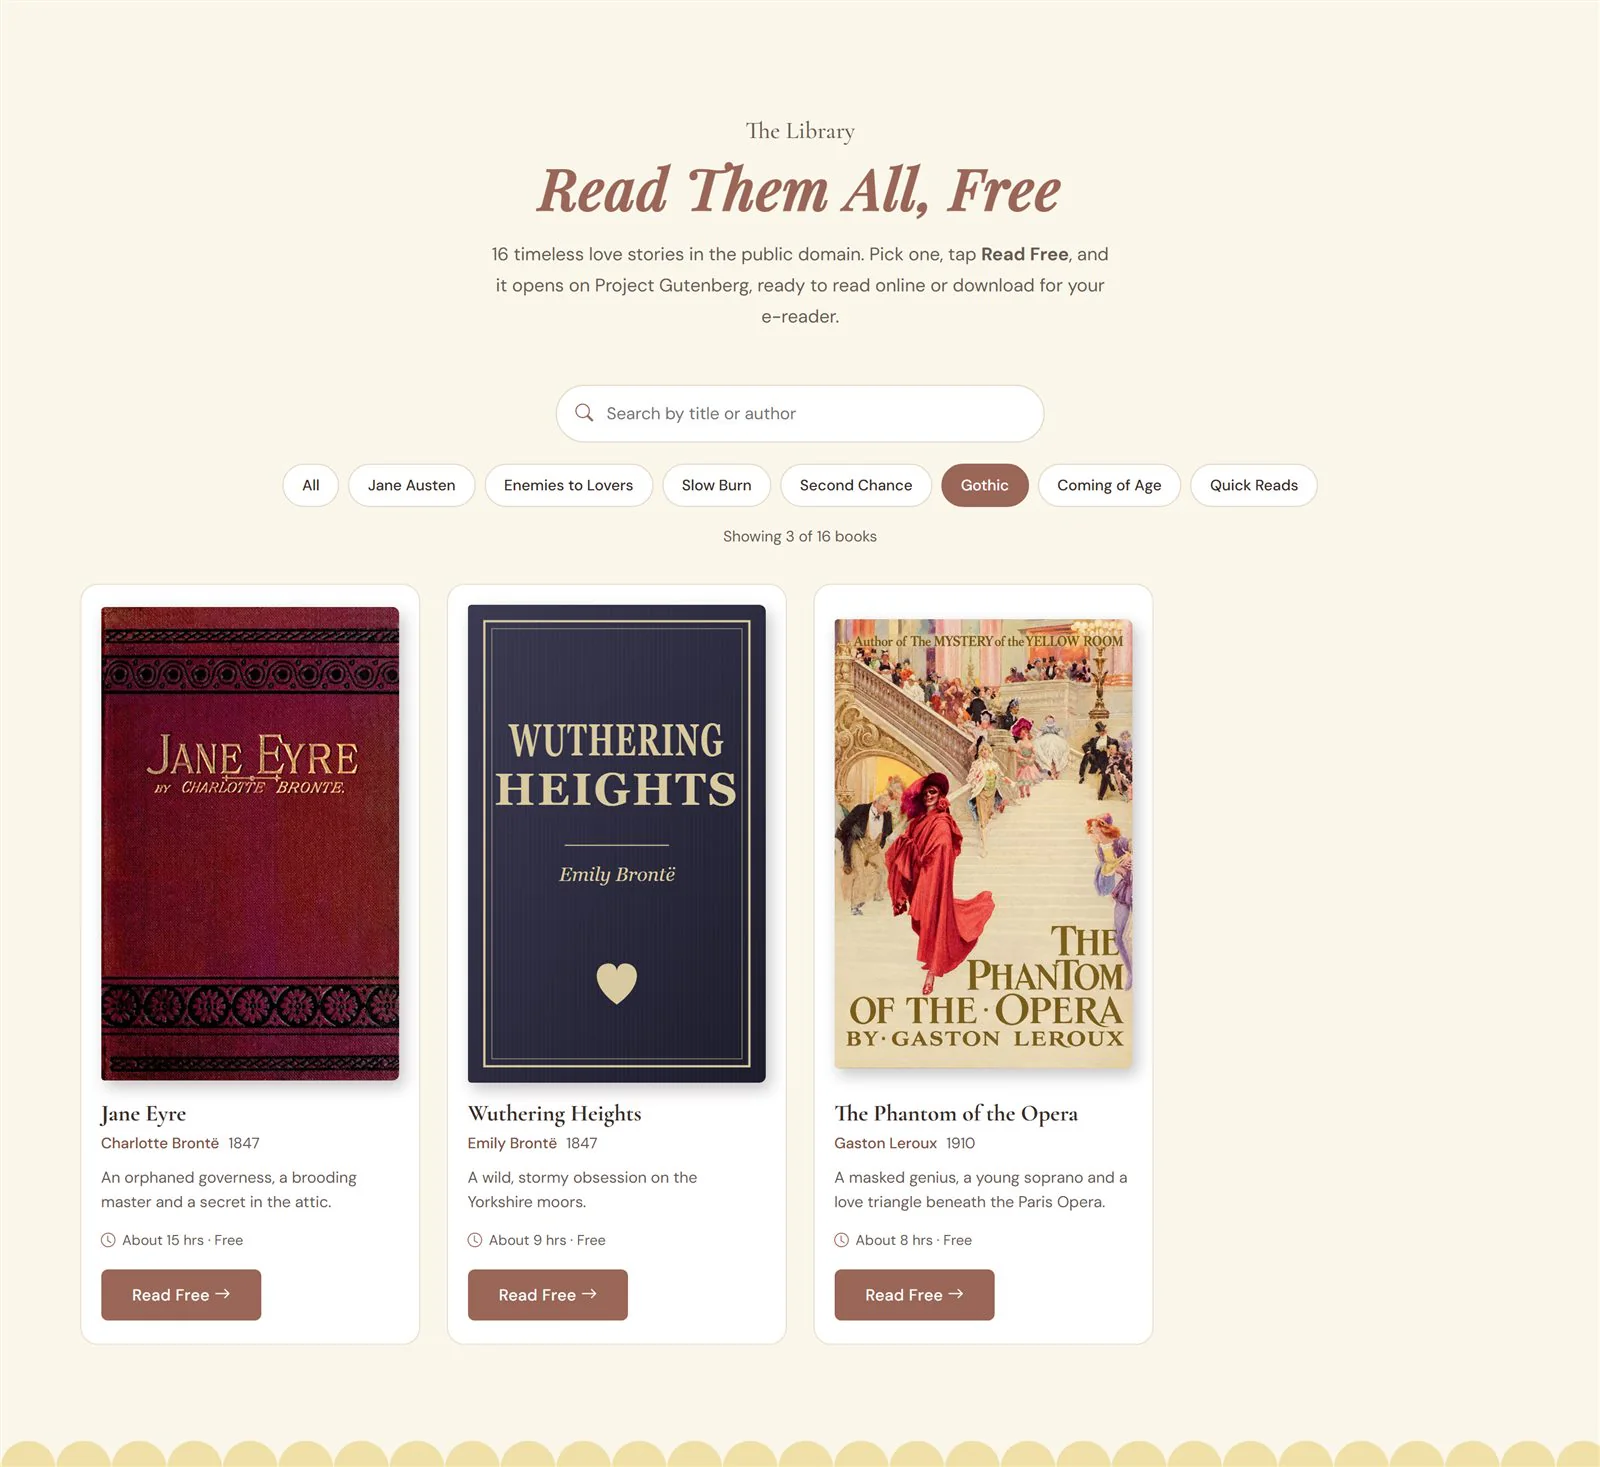 The Library
Read Them All, Free
16 timeless love stories in the public domain. Pick one, tap Read Free, and
it opens on Project Gutenberg, ready to read online or download for your
e-reader.
Search by title or author
All
Jane Austen
Enemies to Lovers
Slow Burn
Second Chance
Gothic
Coming of Age
Quick Reads
Showing 3 of 16 books
JANE EYRE
BY CHARLOTTE BRONTE.
Jane Eyre
Charlotte Brontë 1847
An orphaned governess, a brooding
master and a secret in the attic.
About 15 hrs · Free
Read Free →
WUTHERING
HEIGHTS
Emily Brontë
Wuthering Heights
Emily Brontë 1847
A wild, stormy obsession on the
Yorkshire moors.
About 9 hrs · Free
Read Free →
Author of The MYSTERY of the YELLOW ROOM
THE
PHANTOM
OF THE · OPERA
BY · GASTON LEROUX
The Phantom of the Opera
Gaston Leroux 1910
A masked genius, a young soprano and a
love triangle beneath the Paris Opera.
About 8 hrs · Free
Read Free →